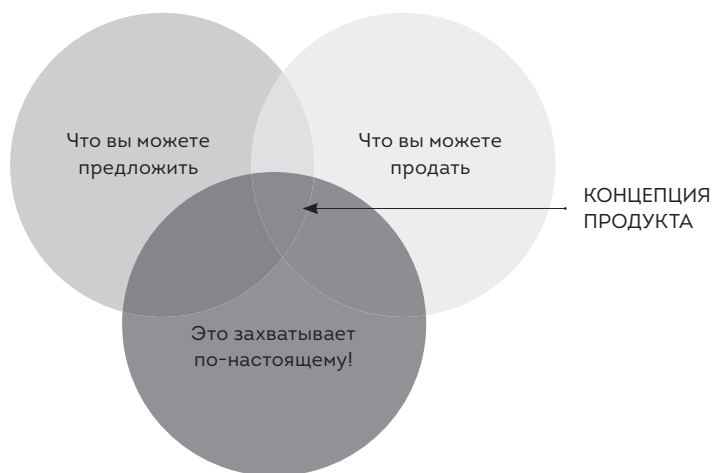 Что вы можете
предложить
Что вы можете
продать
КОНЦЕПЦИЯ
ПРОДУКТА
Это захватывает
по-настоящему!